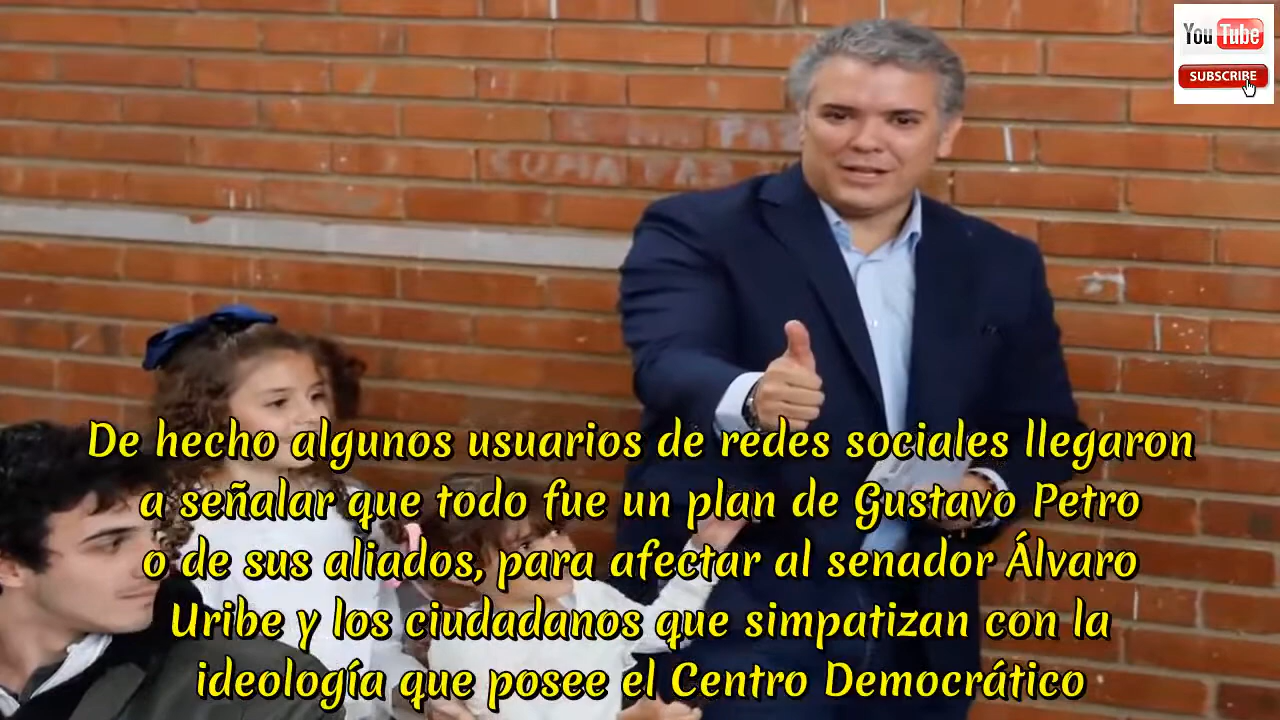 You Tube
SUBSCRIBE
De hecho algunos usuarios de redes sociales llegaron
a señalar que todo fue un plan de Gustavo Petro
o de sus aliados, para afectar al senador Álvaro
Uribe y los ciudadanos que simpatizan con la
ideología que posee el Centro Democrático